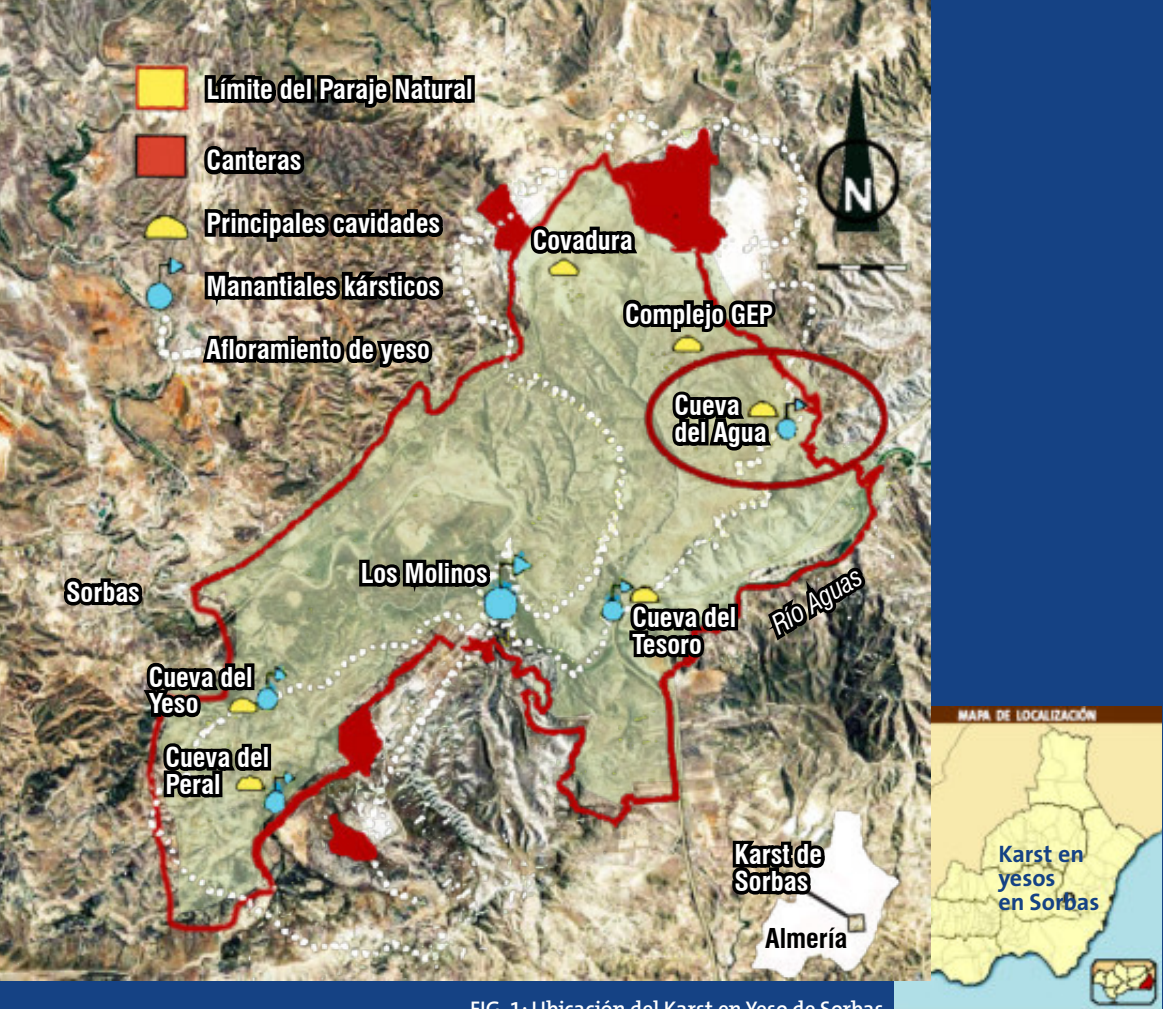 Límite del Paraje Natural
Canteras
Principales cavidades
Manantiales kársticos
Afloramiento de yeso
N
Covadura
Complejo GEP
Cueva
del Agua
Los Molinos
Sorbas
Río Aguas
Cueva del
Tesoro
Cueva del
Yeso
Cueva del
Peral
Karst de
Sorbas
Almería
MAPA DE LOCALIZACIÓN
Karst en
yesos
en Sorbas
FIG. 1: Ubicación del Karst en Yeso de Sorbas